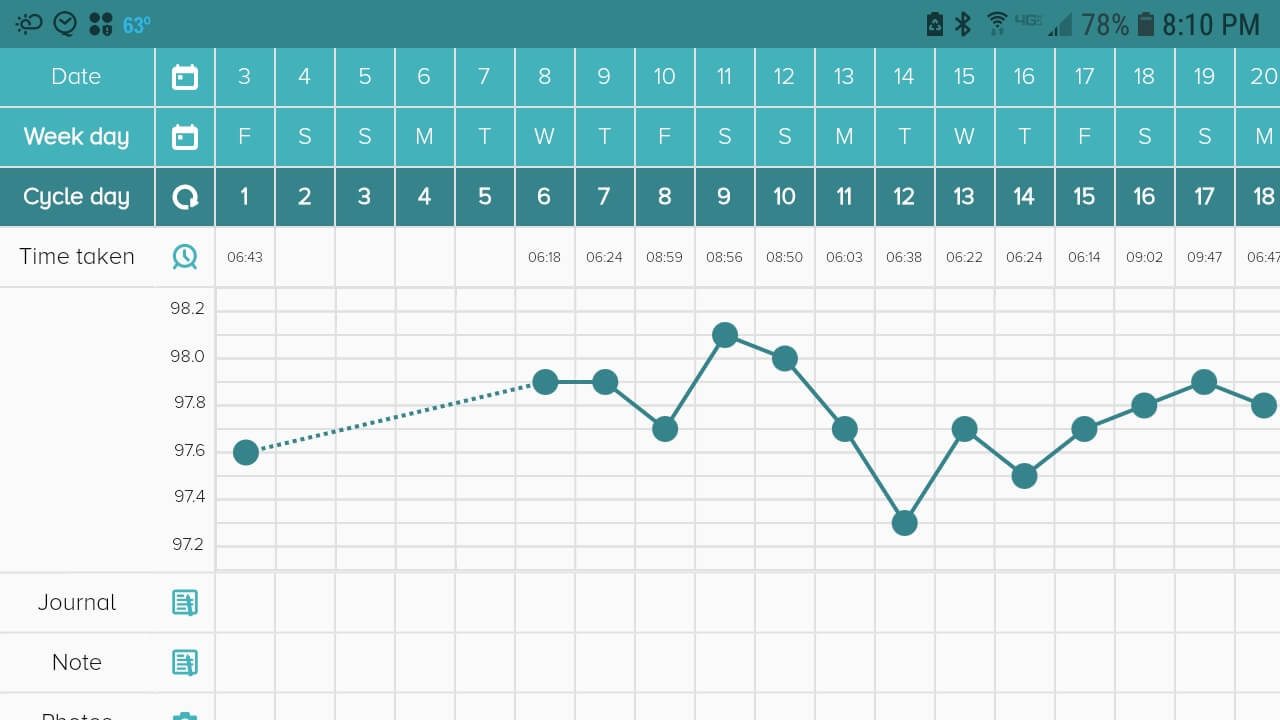 63° 4G 78% 8:10 PM
Date 3 4 5 6 7 8 9 10 11 12 13 14 15 16 17 18 19 20
Week day F S S M T W T F S S M T W T F S S M
Cycle day 1 2 3 4 5 6 7 8 9 10 11 12 13 14 15 16 17 18
Time taken 06:43 06:18 06:24 08:59 08:56 08:50 06:03 06:38 06:22 06:24 06:14 09:02 09:47 06:47
98.2
98.0
97.8
97.6
97.4
97.2
Journal
Note
Photos